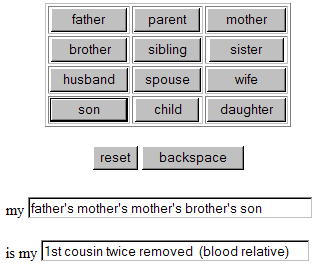 father parent mother
brother sibling sister
husband spouse wife
son child daughter
reset backspace
my father's mother's mother's brother's son
is my 1st cousin twice removed (blood relative)